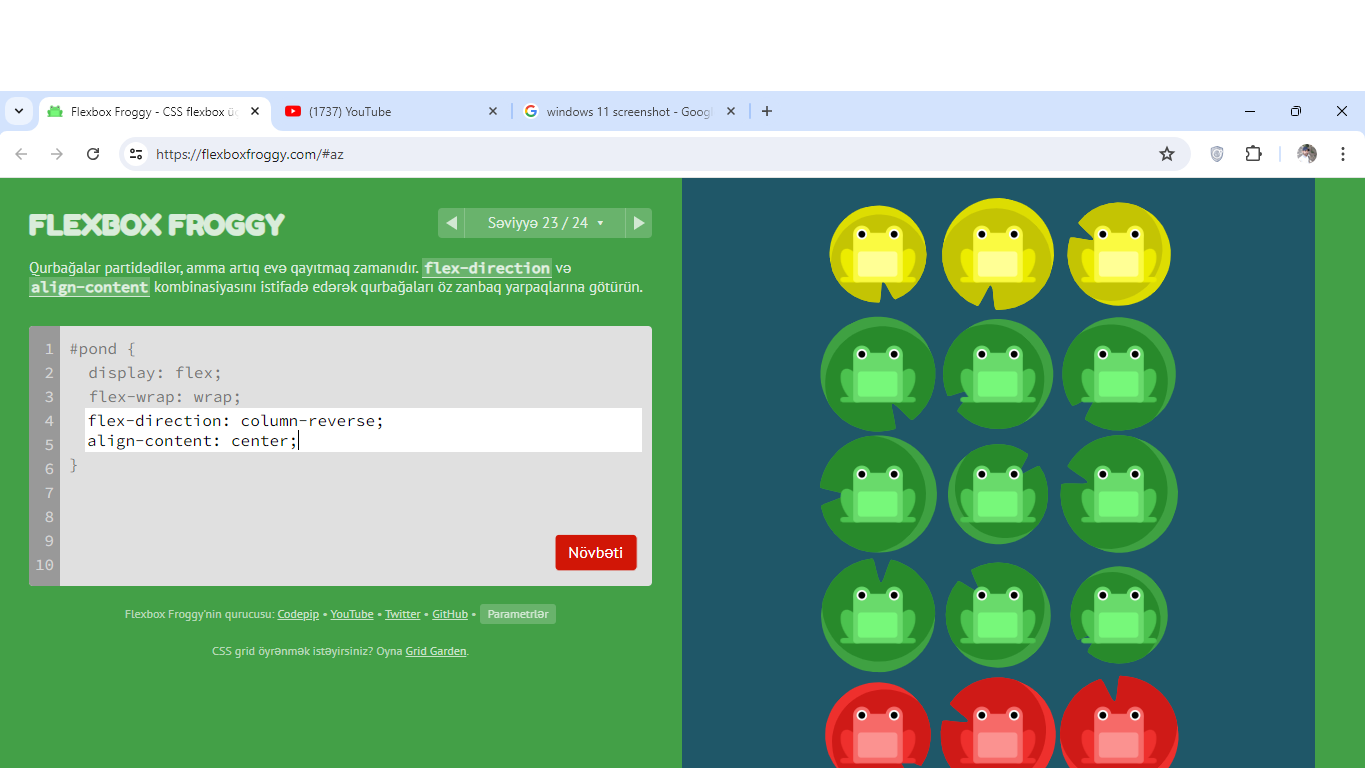 Flexbox Froggy - CSS flexbox üç
(1737) YouTube
windows 11 screenshot - Googl
https://flexboxfroggy.com/#az
FLEXBOX FROGGY
Səviyyə 23 / 24
Qurbağalar partidədilər, amma artıq evə qayıtmaq zamanıdır. flex-direction və
align-content kombinasiyasını istifadə edərək qurbağaları öz zanbaq yarpaqlarına götürün.
1 #pond {
2 display: flex;
3 flex-wrap: wrap;
4 flex-direction: column-reverse;
5 align-content: center;
6 }
7
8
9
10
Növbəti
Flexbox Froggy'nin qurucusu: Codepip • YouTube • Twitter • GitHub • Parametrlər
CSS grid öyrənmək istəyirsiniz? Oyna Grid Garden.